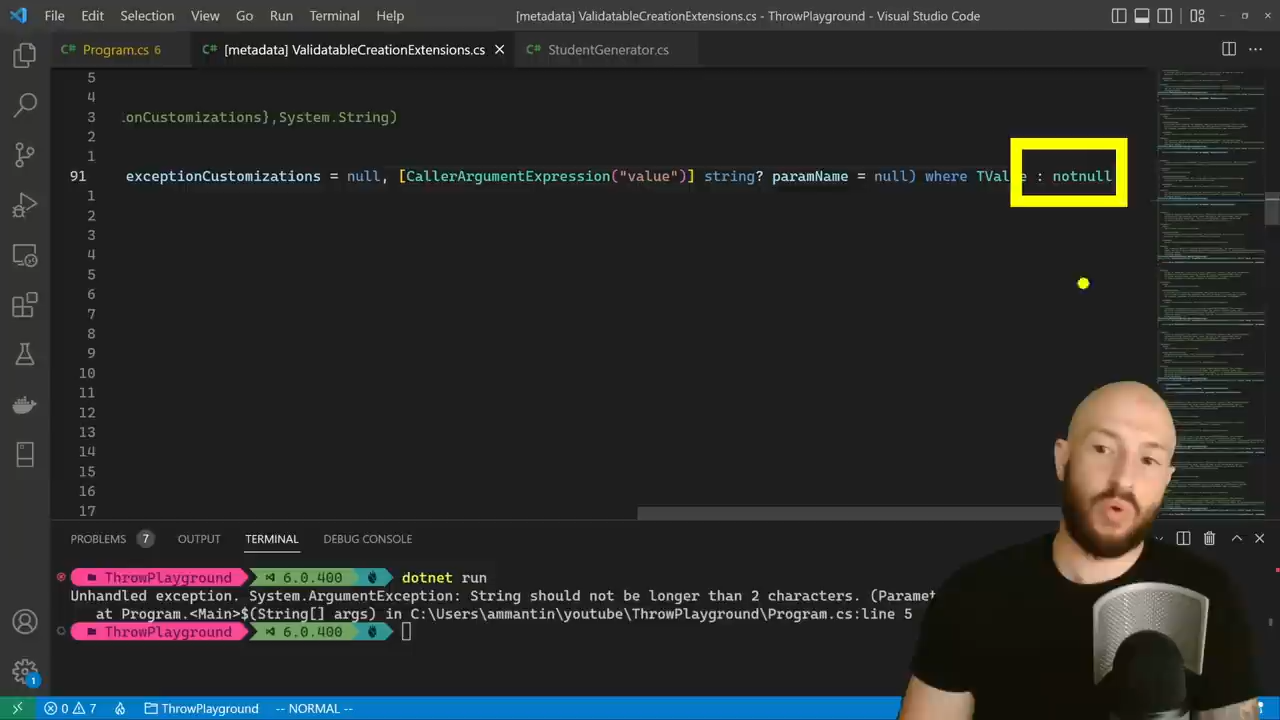 File Edit Selection View Go Run Terminal Help [metadata] ValidatableCreationExtensions.cs - ThrowPlayground - Visual Studio Code
Program.cs 6 [metadata] ValidatableCreationExtensions.cs StudentGenerator.cs
5
4
3 onCustomizations},System.String)
2
1
91 exceptionCustomizations = null, [CallerArgumentExpression("value")] string? paramName = null) where TValue : notnull
1
2
3
4
5
6
7
8
9
10
11
12
13
14
15
16
17
PROBLEMS 7 OUTPUT TERMINAL DEBUG CONSOLE
ThrowPlayground 6.0.400 dotnet run
Unhandled exception. System.ArgumentException: String should not be longer than 2 characters. (Paramet
at Program.<Main>$(String[] args) in C:\Users\ammantin\youtube\ThrowPlayground\Program.cs:line 5
ThrowPlayground 6.0.400
1
0 7 ThrowPlayground -- NORMAL --